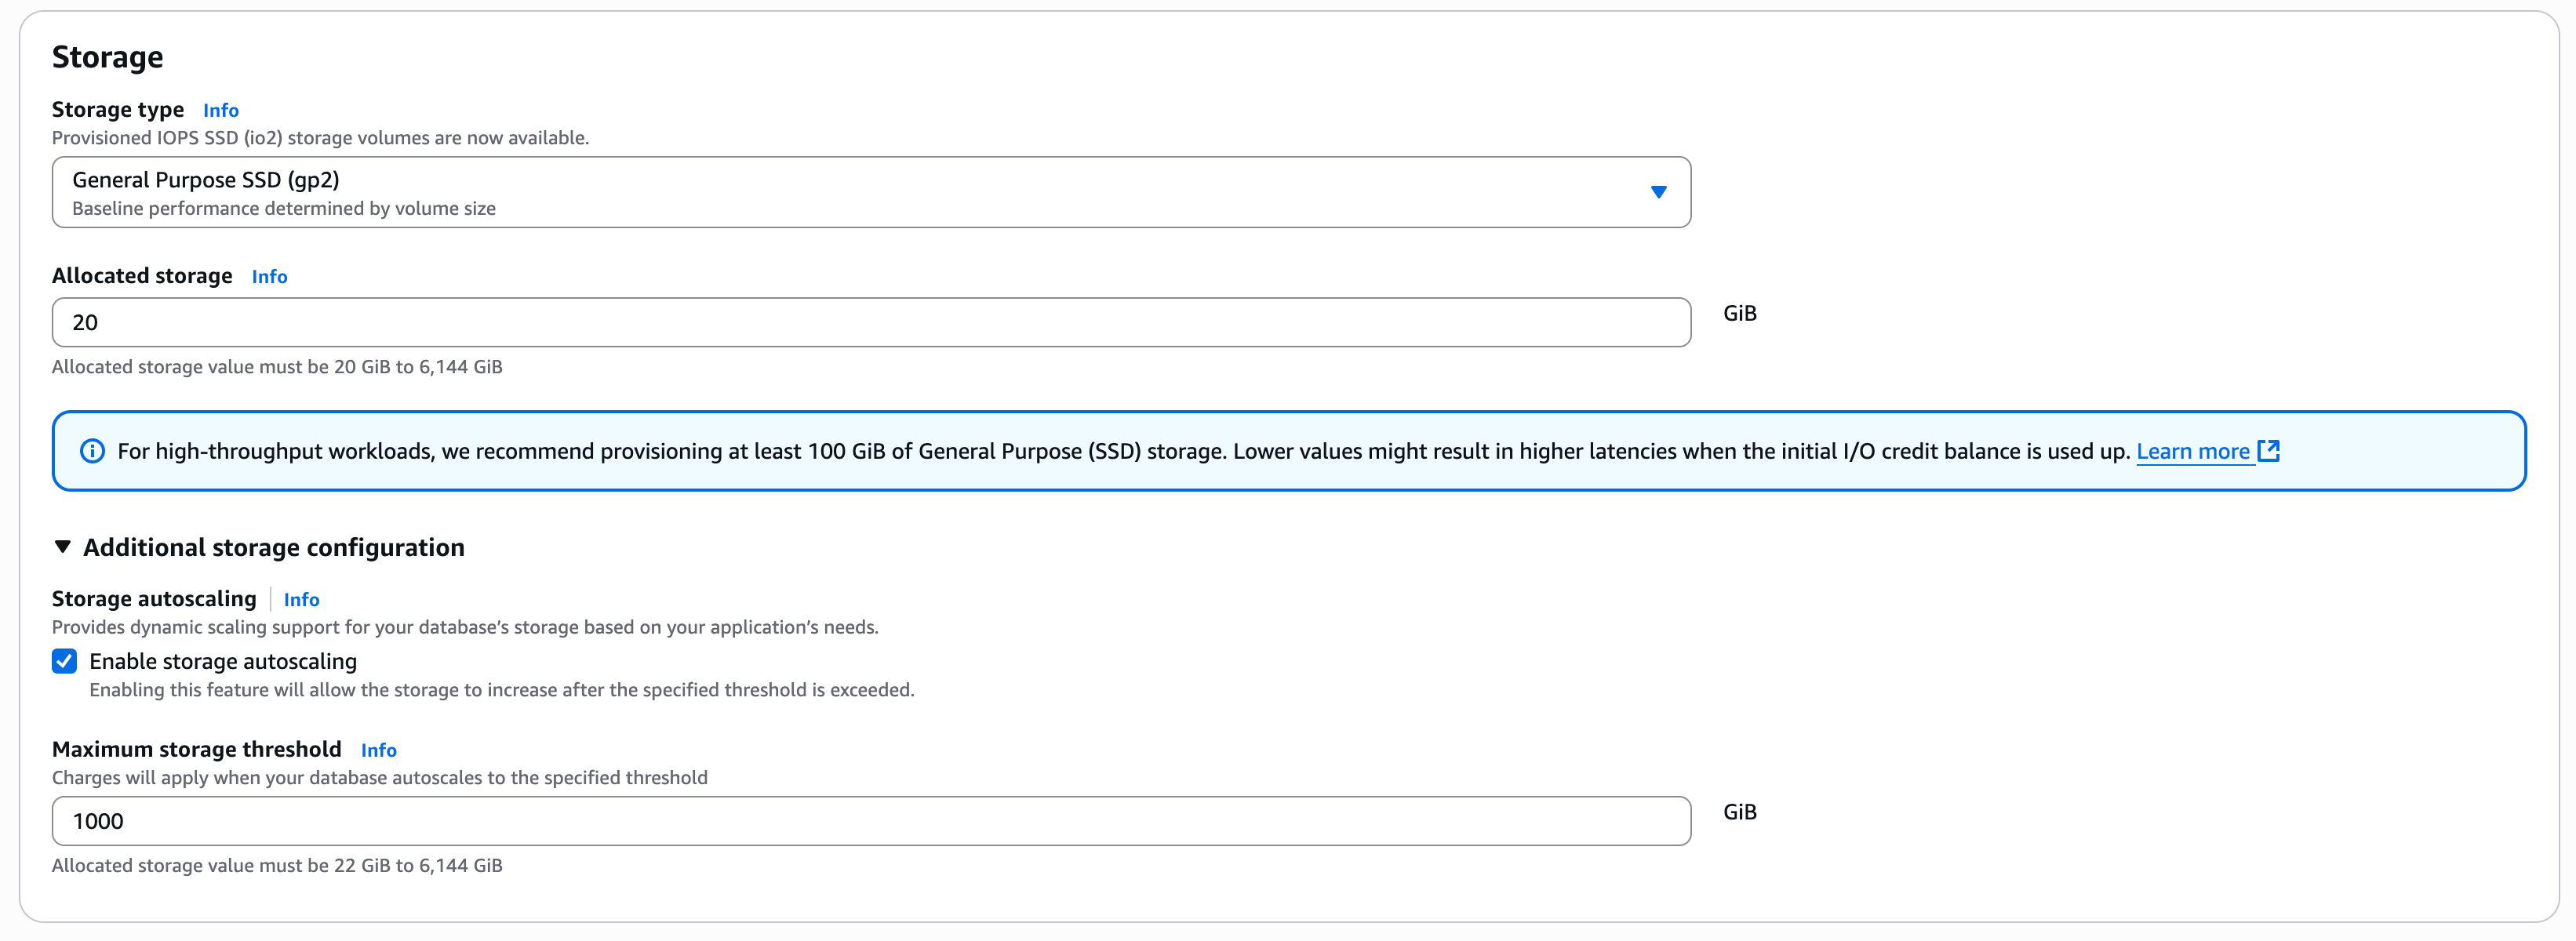 Storage
Storage type Info
Provisioned IOPS SSD (io2) storage volumes are now available.
General Purpose SSD (gp2)
Baseline performance determined by volume size
Allocated storage Info
20
GiB
Allocated storage value must be 20 GiB to 6,144 GiB
For high-throughput workloads, we recommend provisioning at least 100 GiB of General Purpose (SSD) storage. Lower values might result in higher latencies when the initial I/O credit balance is used up. Learn more
Additional storage configuration
Storage autoscaling Info
Provides dynamic scaling support for your database’s storage based on your application’s needs.
Enable storage autoscaling
Enabling this feature will allow the storage to increase after the specified threshold is exceeded.
Maximum storage threshold Info
Charges will apply when your database autoscales to the specified threshold
1000
GiB
Allocated storage value must be 22 GiB to 6,144 GiB